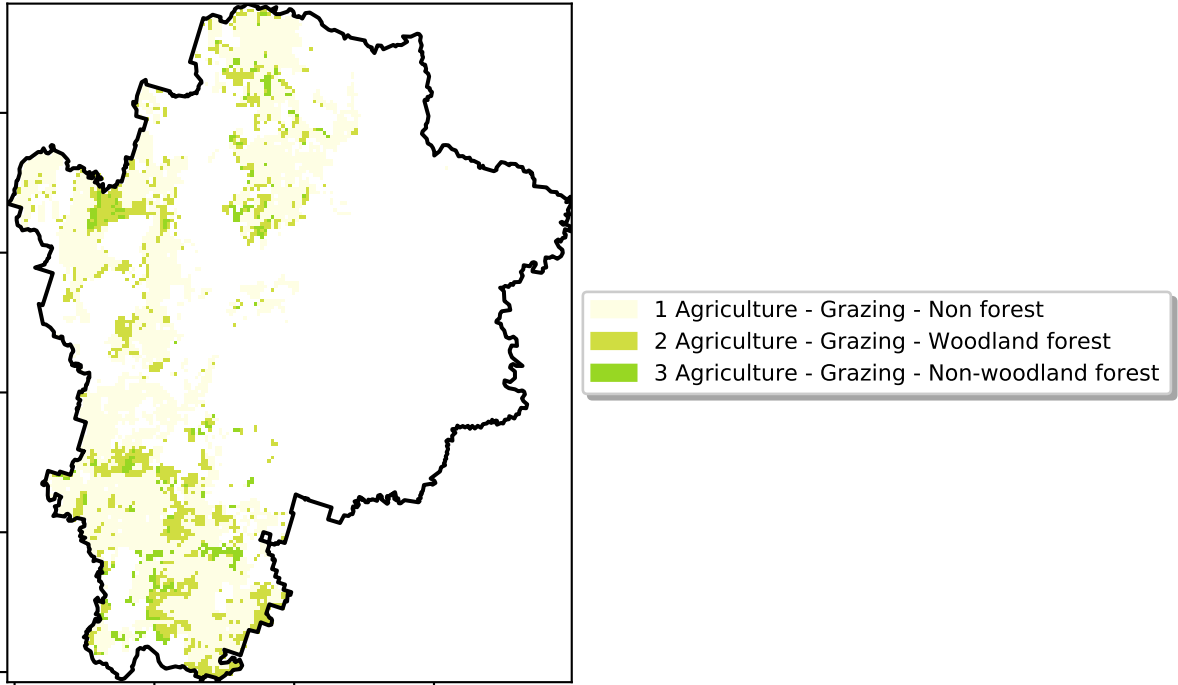 1 Agriculture - Grazing - Non forest
2 Agriculture - Grazing - Woodland forest
3 Agriculture - Grazing - Non-woodland forest